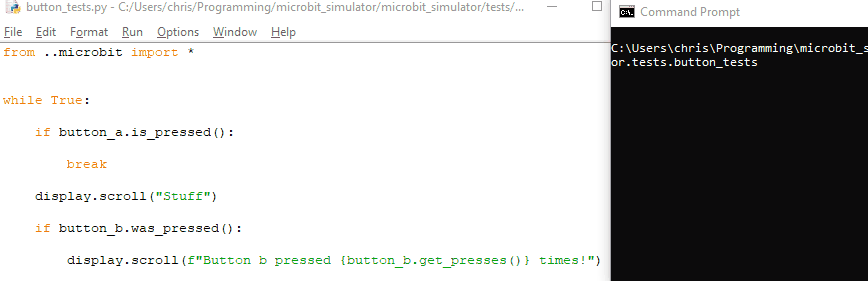 button_tests.py - C:/Users/chris/Programming/microbit_simulator/microbit_simulator/tests/...
File Edit Format Run Options Window Help
from ..microbit import *
while True:
if button_a.is_pressed():
break
display.scroll("Stuff")
if button_b.was_pressed():
display.scroll(f"Button b pressed {button_b.get_presses()} times!")
Command Prompt
C:\Users\chris\Programming\microbit_s
or.tests.button_tests